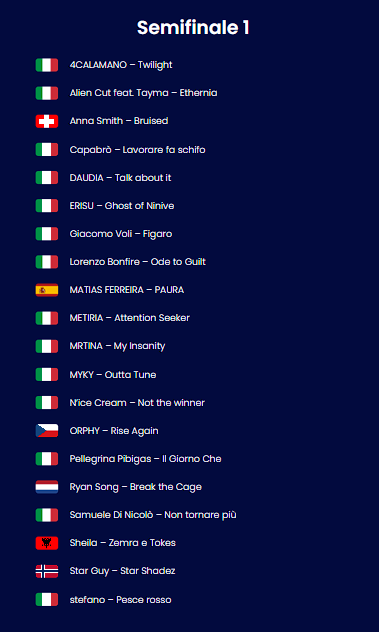 Semifinale 1
4CALAMANO – Twilight
Alien Cut feat. Tayma – Ethernia
Anna Smith – Bruised
Capabrò – Lavorare fa schifo
DAUDIA – Talk about it
ERISU – Ghost of Ninive
Giacomo Voli – Figaro
Lorenzo Bonfire – Ode to Guilt
MATIAS FERREIRA – PAURA
METIRIA – Attention Seeker
MRTINA – My Insanity
MYKY – Outta Tune
N'ice Cream – Not the winner
ORPHY – Rise Again
Pellegrina Pibigas – Il Giorno Che
Ryan Song – Break the Cage
Samuele Di Nicolò – Non tornare più
Sheila – Zemra e Tokes
Star Guy – Star Shadez
stefano – Pesce rosso